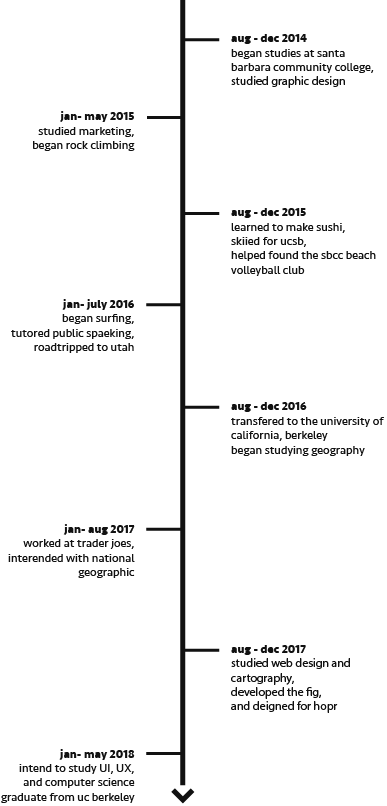 aug - dec 2014
began studies at santa
barbara community college,
studied graphic design
jan- may 2015
studied marketing,
began rock climbing
aug - dec 2015
learned to make sushi,
skiied for ucsb,
helped found the sbcc beach
volleyball club
jan- july 2016
began surfing,
tutored public spaeking,
roadtripped to utah
aug - dec 2016
transfered to the university of
california, berkeley
began studying geography
jan- aug 2017
worked at trader joes,
interended with national
geographic
aug - dec 2017
studied web design and
cartography,
developed the fig,
and deigned for hopr
jan- may 2018
intend to study UI, UX,
and computer science
graduate from uc berkeley